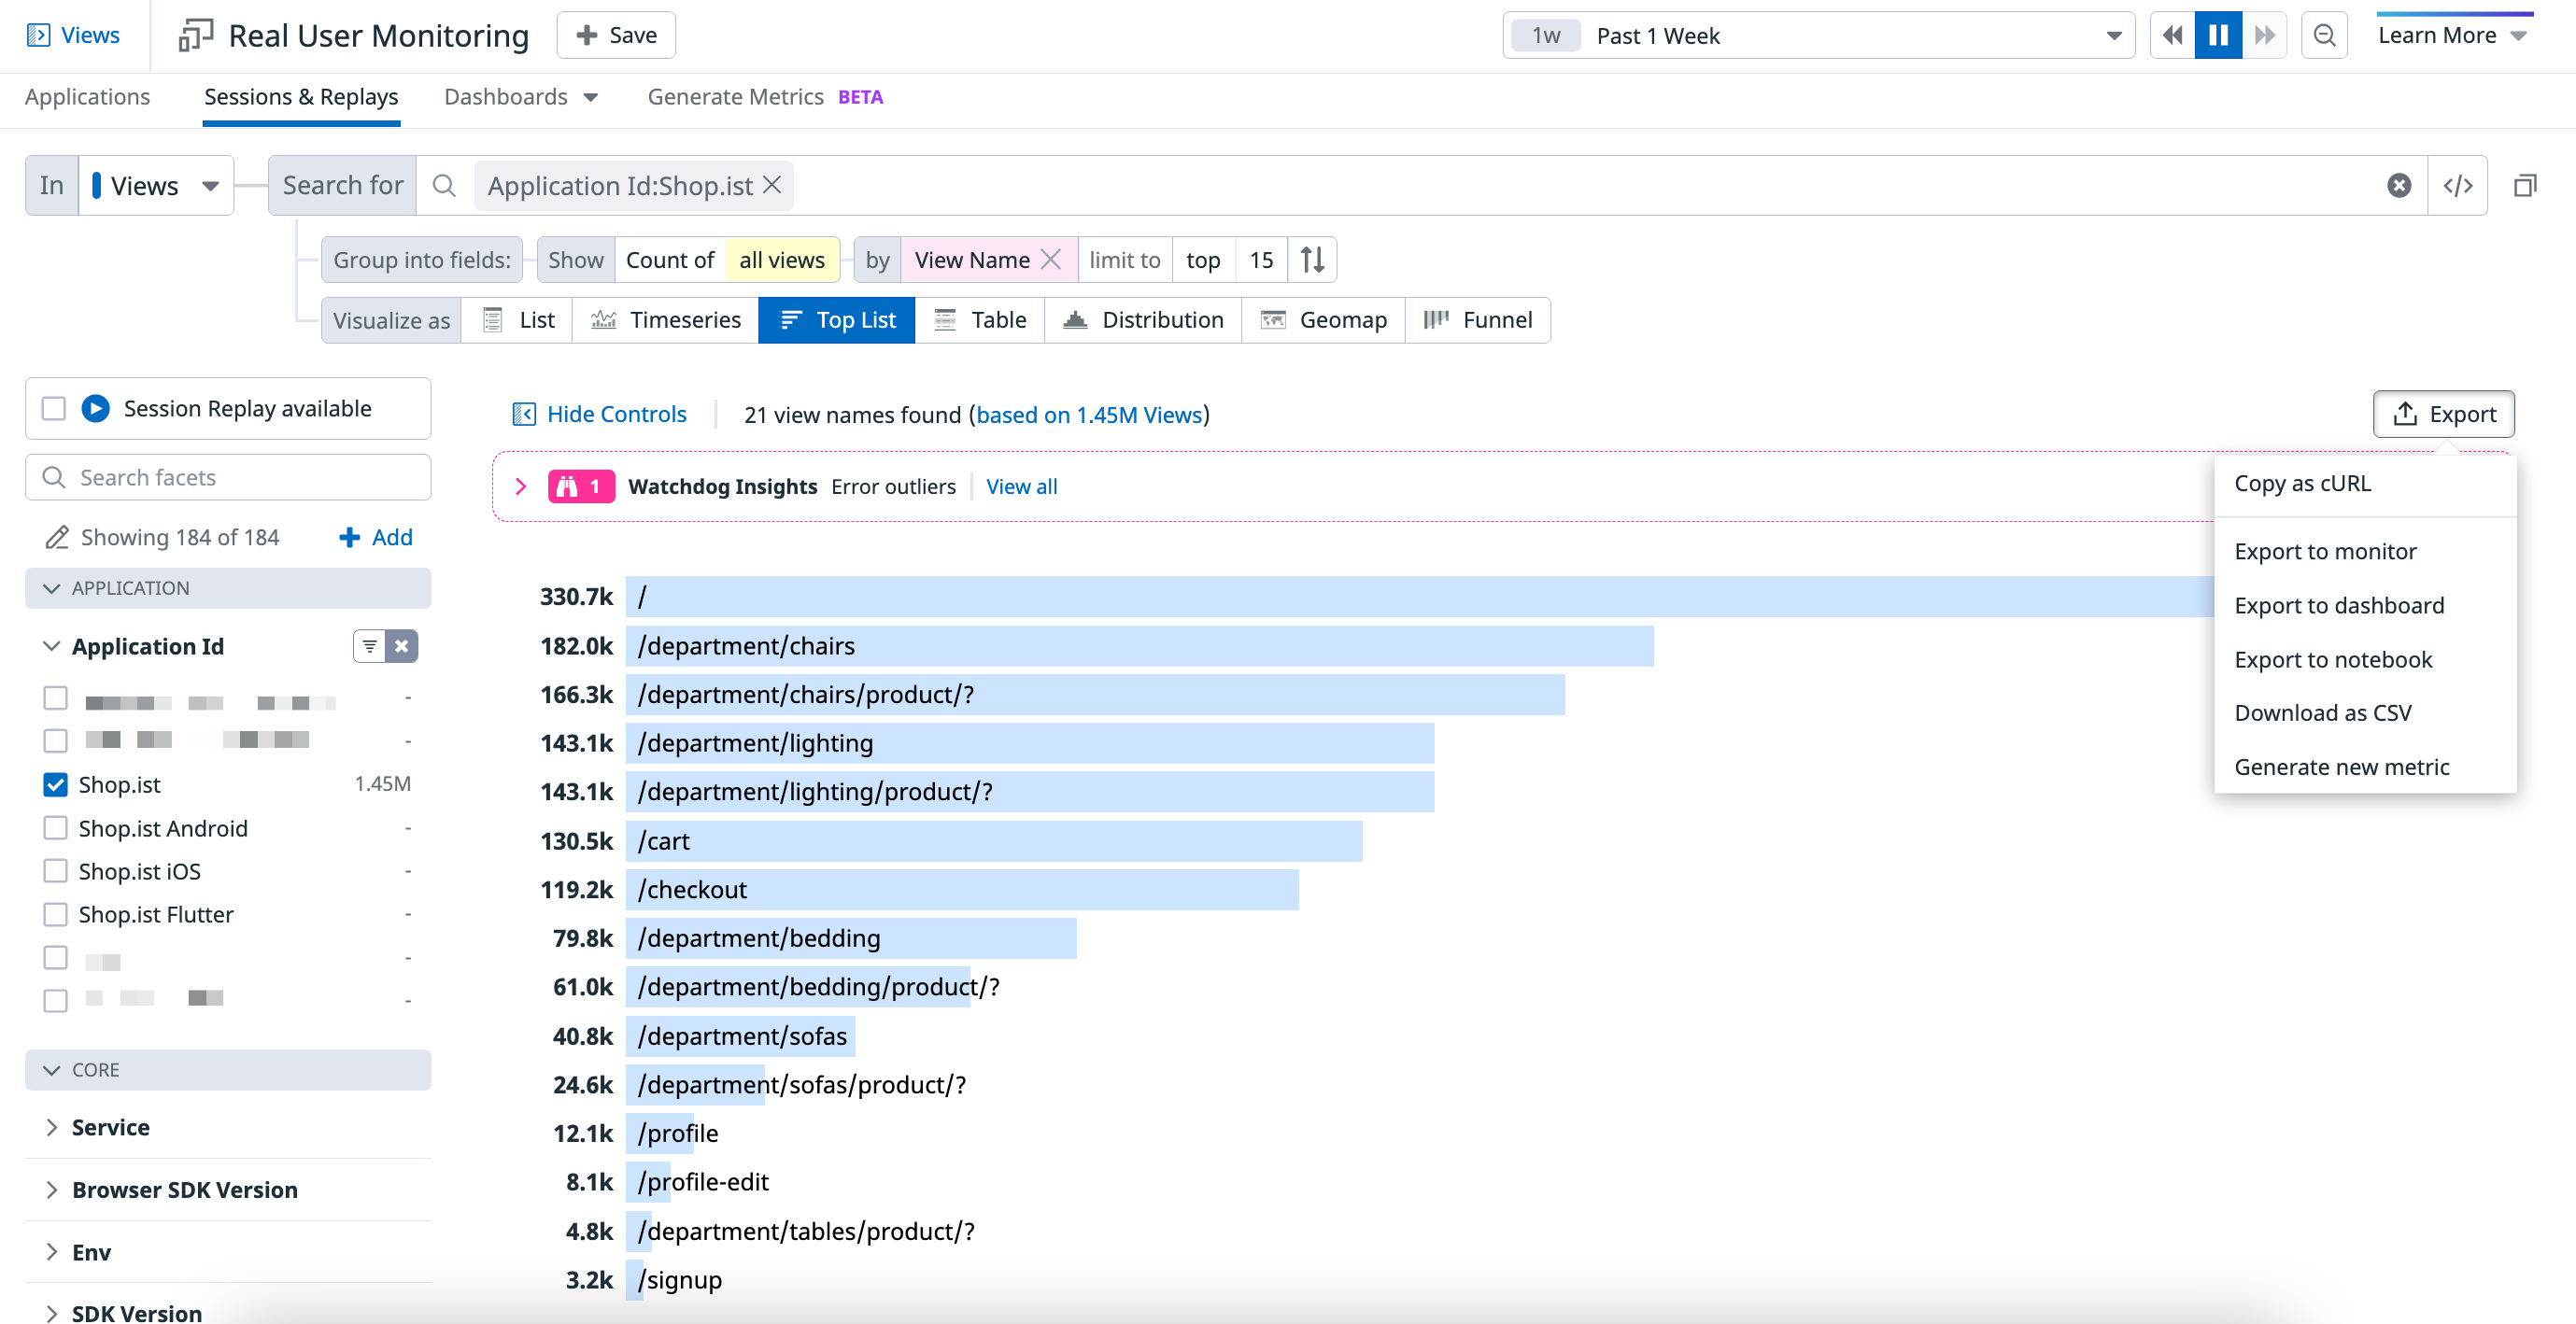 Views
Real User Monitoring
Save
1w Past 1 Week
Learn More
Applications Sessions & Replays Dashboards Generate Metrics BETA
In Views Search for Application Id:Shop.ist </>
Group into fields: Show Count of all views by View Name limit to top 15
Visualize as List Timeseries Top List Table Distribution Geomap Funnel
Session Replay available
Search facets
Showing 184 of 184 Add
APPLICATION
Application Id
-
-
Shop.ist 1.45M
Shop.ist Android -
Shop.ist iOS -
Shop.ist Flutter -
-
-
CORE
Service
Browser SDK Version
Env
SDK Version
Hide Controls 21 view names found (based on 1.45M Views)
Export
1 Watchdog Insights Error outliers View all
Copy as cURL
Export to monitor
Export to dashboard
Export to notebook
Download as CSV
Generate new metric
330.7k /
182.0k /department/chairs
166.3k /department/chairs/product/?
143.1k /department/lighting
143.1k /department/lighting/product/?
130.5k /cart
119.2k /checkout
79.8k /department/bedding
61.0k /department/bedding/product/?
40.8k /department/sofas
24.6k /department/sofas/product/?
12.1k /profile
8.1k /profile-edit
4.8k /department/tables/product/?
3.2k /signup